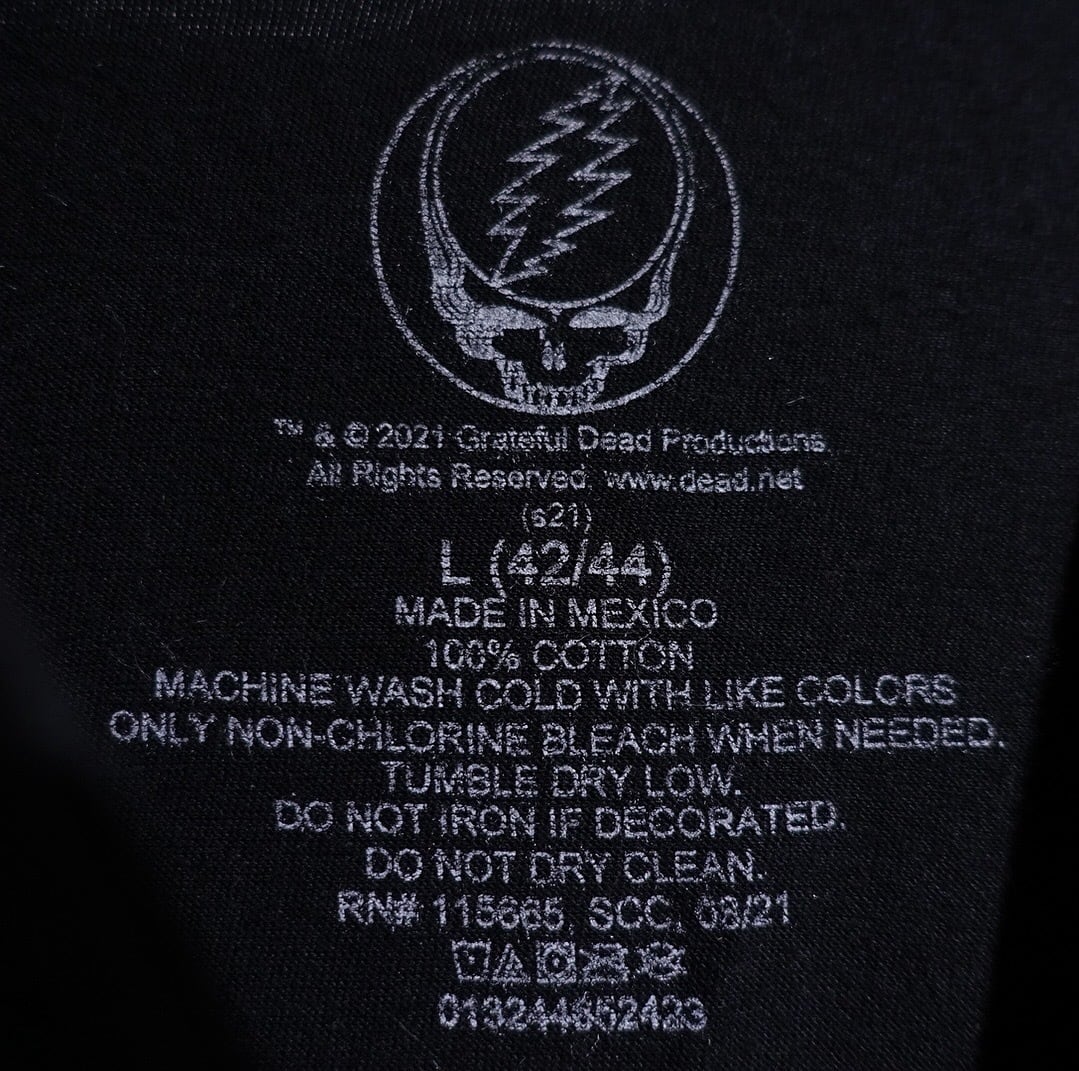 ™ & © 2021 Grateful Dead Productions.
All Rights Reserved. www.dead.net
(s21)
L (42/44)
MADE IN MEXICO
100% COTTON
MACHINE WASH COLD WITH LIKE COLORS
ONLY NON-CHLORINE BLEACH WHEN NEEDED.
TUMBLE DRY LOW.
DO NOT IRON IF DECORATED.
DO NOT DRY CLEAN.
RN# 115665, SCC, 08/21